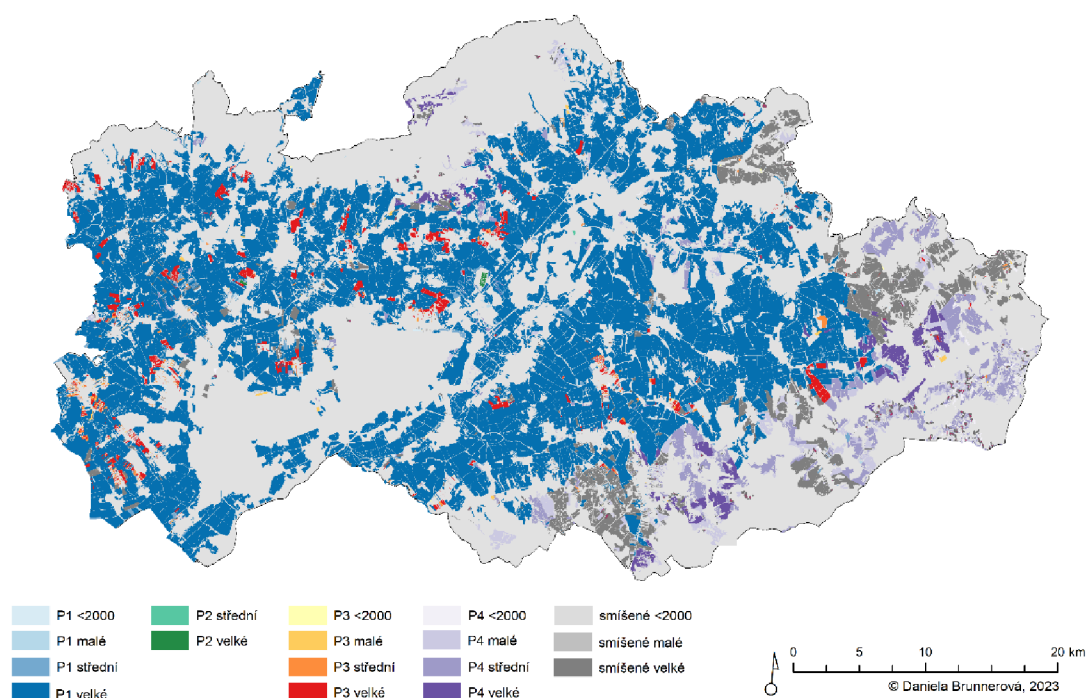 P1 <2000 P2 střední P3 <2000 P4 <2000 smíšené <2000
P1 malé P2 velké P3 malé P4 malé smíšené malé
P1 střední P3 střední P4 střední smíšené velké
P1 velké P3 velké P4 velké
0 5 10 20 km
© Daniela Brunnerová, 2023